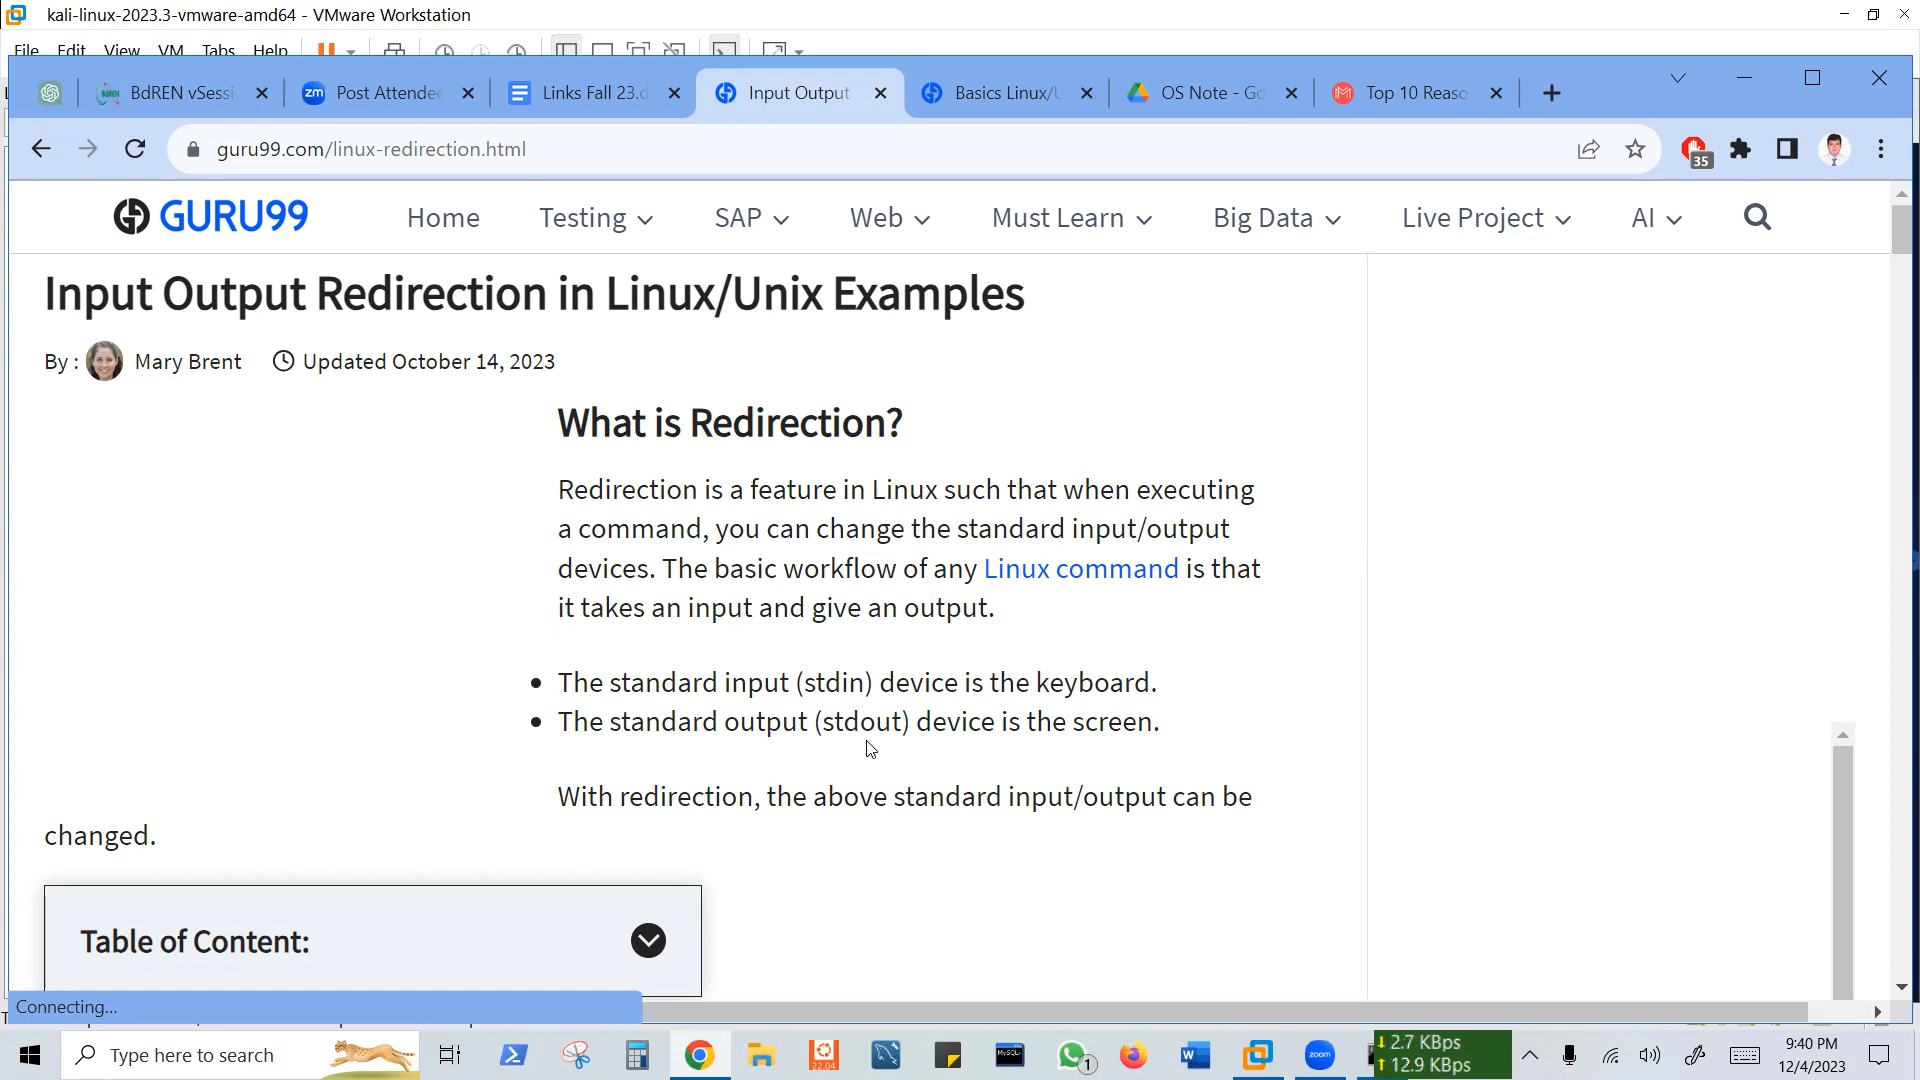 kali-linux-2023.3-vmware-amd64 - VMware Workstation
File Edit View VM Tabs Help
BdREN vSessi
Post Attendee
Links Fall 23.d
Input Output
Basics Linux/U
OS Note - Go
Top 10 Reaso
guru99.com/linux-redirection.html
35
GURU99 Home Testing SAP Web Must Learn Big Data Live Project AI
Input Output Redirection in Linux/Unix Examples
By : Mary Brent Updated October 14, 2023
What is Redirection?
Redirection is a feature in Linux such that when executing
a command, you can change the standard input/output
devices. The basic workflow of any Linux command is that
it takes an input and give an output.
The standard input (stdin) device is the keyboard.
The standard output (stdout) device is the screen.
With redirection, the above standard input/output can be
changed.
Table of Content:
Connecting...
Type here to search
22.04
MySQL
1
zoom
2.7 KBps
12.9 KBps
9:40 PM
12/4/2023